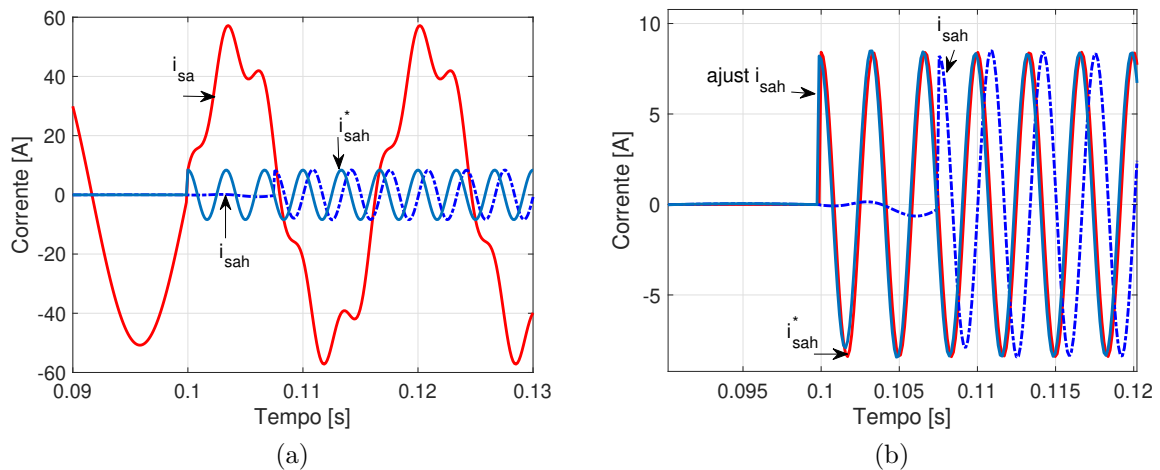 60
40
20
0
-20
-40
-60
Corrente [A]
0.09
0.1
0.11
0.12
0.13
Tempo [s]
i_sa
i*_sah
i_sah
(a)
10
5
0
-5
Corrente [A]
0.095
0.1
0.105
0.11
0.115
0.12
Tempo [s]
i_sah
ajust i_sah
i*_sah
(b)